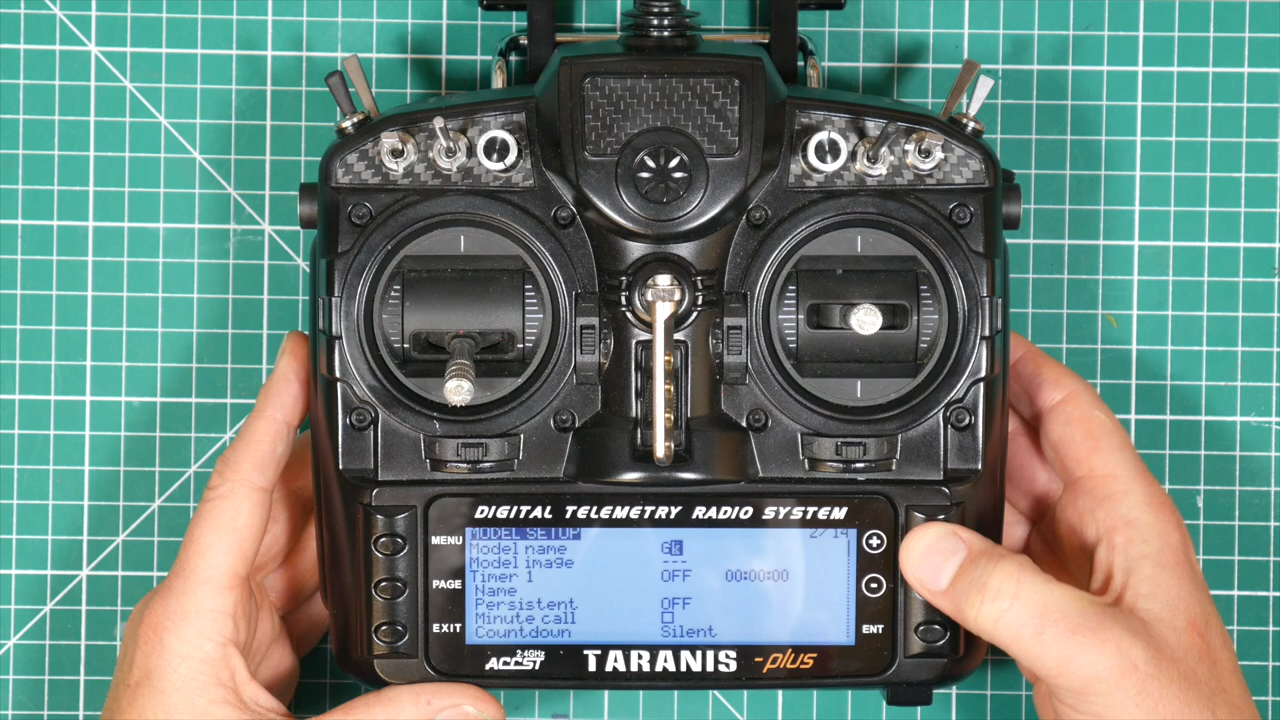 DIGITAL TELEMETRY RADIO SYSTEM
MENU
PAGE
EXIT
MODEL SETUP 2/14
Model name Gk
Model image ---
Timer 1 OFF 00:00:00
Name
Persistent OFF
Minute call
Countdown Silent
+
-
ENT
2.4GHz
ACCST
TARANIS -plus